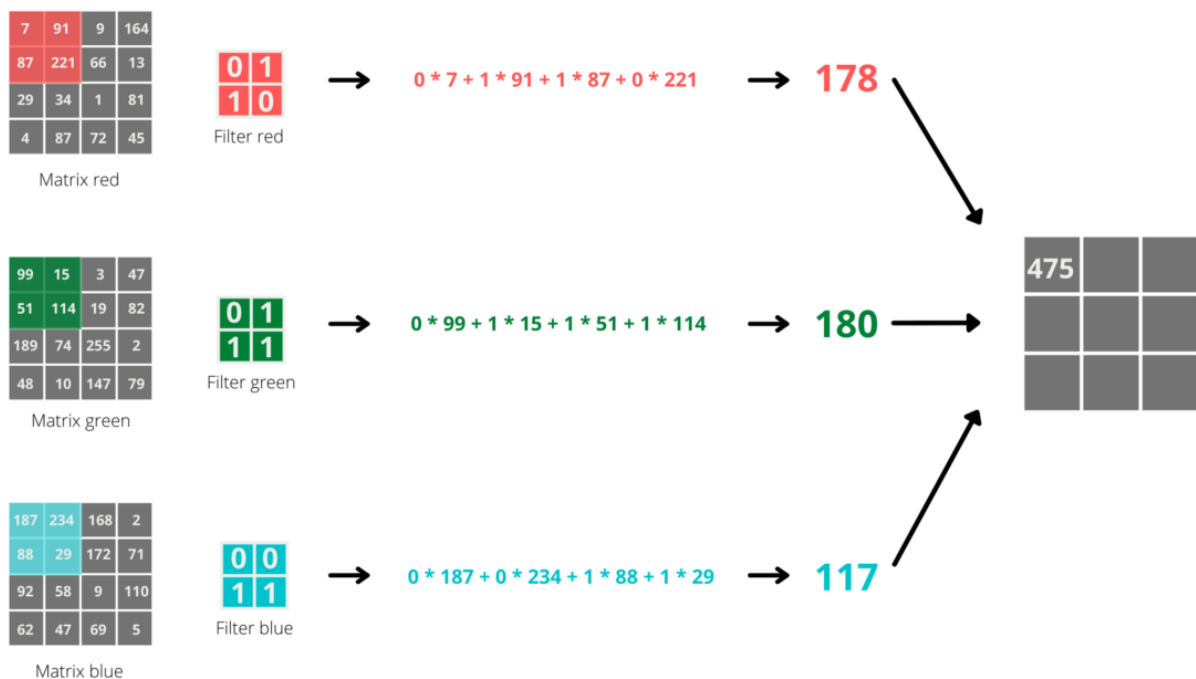 7 91 9 164
87 221 66 13
29 34 1 81
4 87 72 45
Matrix red
0 1
1 0
Filter red
0 * 7 + 1 * 91 + 1 * 87 + 0 * 221
178
99 15 3 47
51 114 19 82
189 74 255 2
48 10 147 79
Matrix green
0 1
1 1
Filter green
0 * 99 + 1 * 15 + 1 * 51 + 1 * 114
180
475
187 234 168 2
88 29 172 71
92 58 9 110
62 47 69 5
Matrix blue
0 0
1 1
Filter blue
0 * 187 + 0 * 234 + 1 * 88 + 1 * 29
117